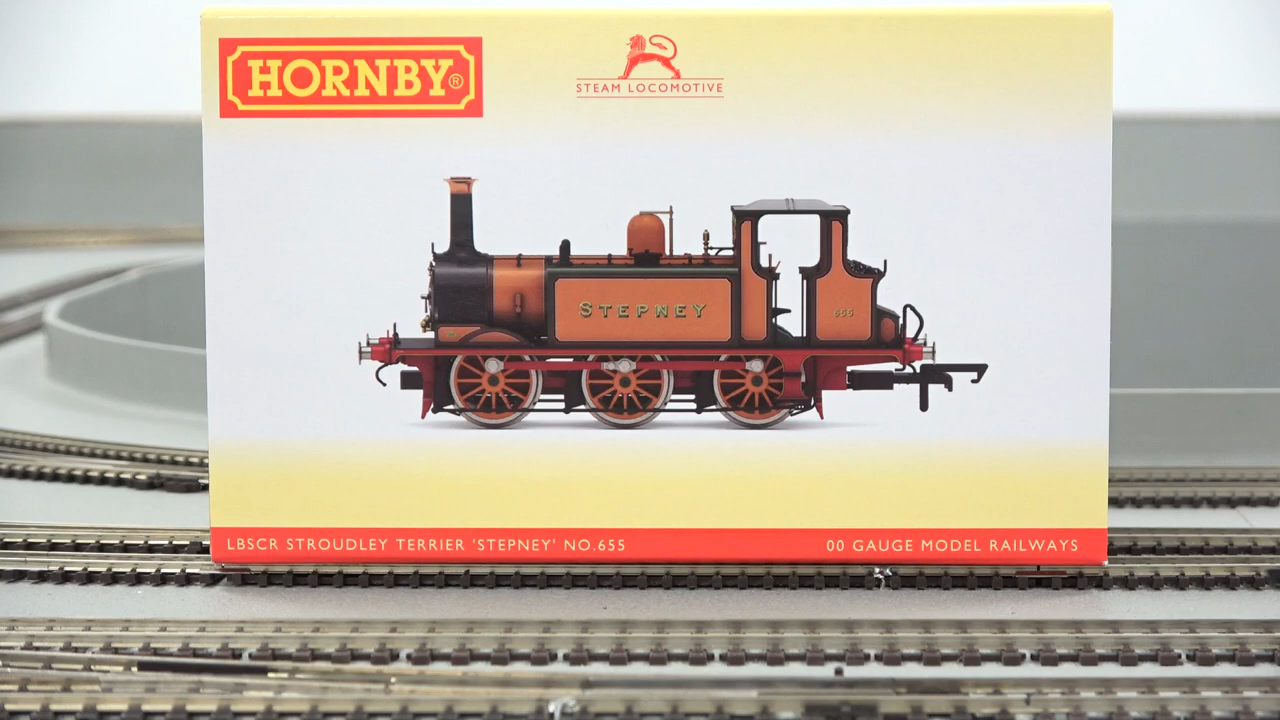 HORNBY®
STEAM LOCOMOTIVE
STEPNEY
655
LBSCR STROUDLEY TERRIER 'STEPNEY' NO.655
00 GAUGE MODEL RAILWAYS